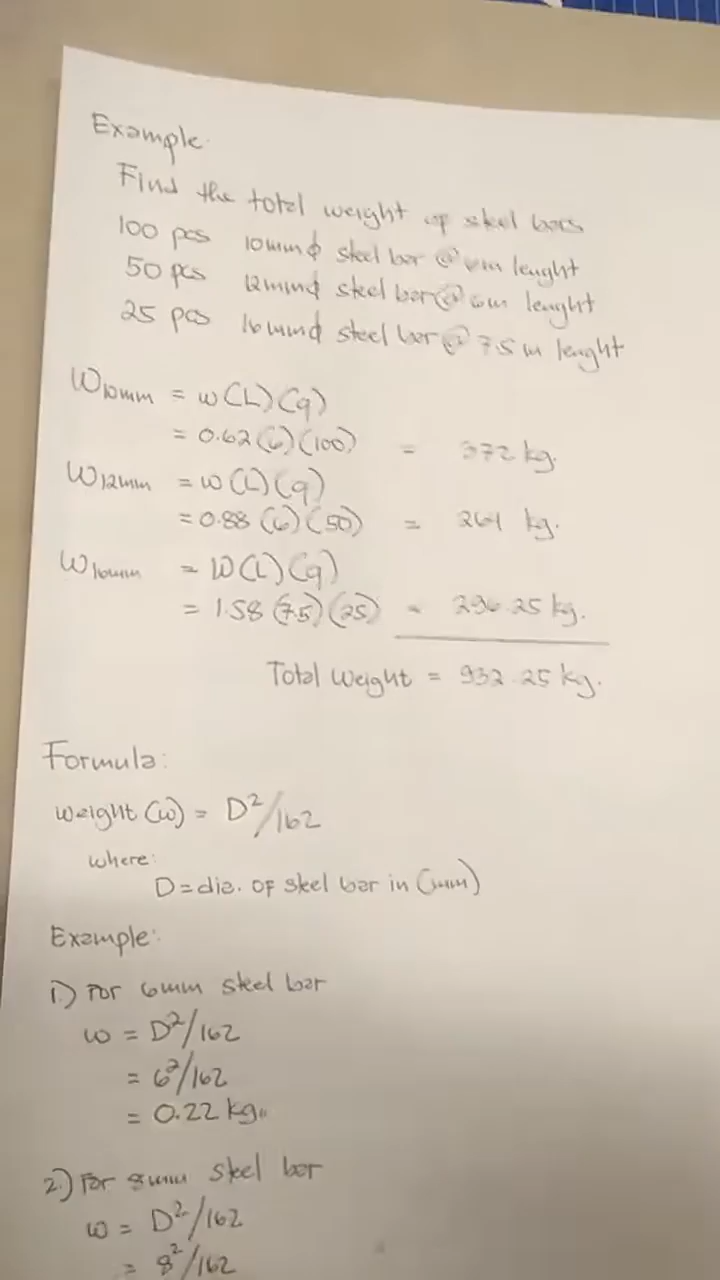 Example:
Find the total weight of steel bars
100 pcs 10mmϕ steel bar @ 6m lenght
50 pcs 12mmϕ steel bar @ 6m lenght
25 pcs 16mmϕ steel bar @ 7.5m lenght
W10mm = w(L)(q)
= 0.62(6)(100) = 372 kg.
W12mm = w(L)(q)
= 0.88(6)(50) = 264 kg.
W16mm = W(L)(q)
= 1.58(7.5)(25) = 296.25 kg.
Total Weight = 932.25 kg.
Formula:
weight (w) = D²/162
where:
D = dia. of steel bar in (mm)
Example:
1.) For 6mm steel bar
w = D²/162
= 6²/162
= 0.22 kg.
2.) For 8mm steel bar
w = D²/162
= 8²/162